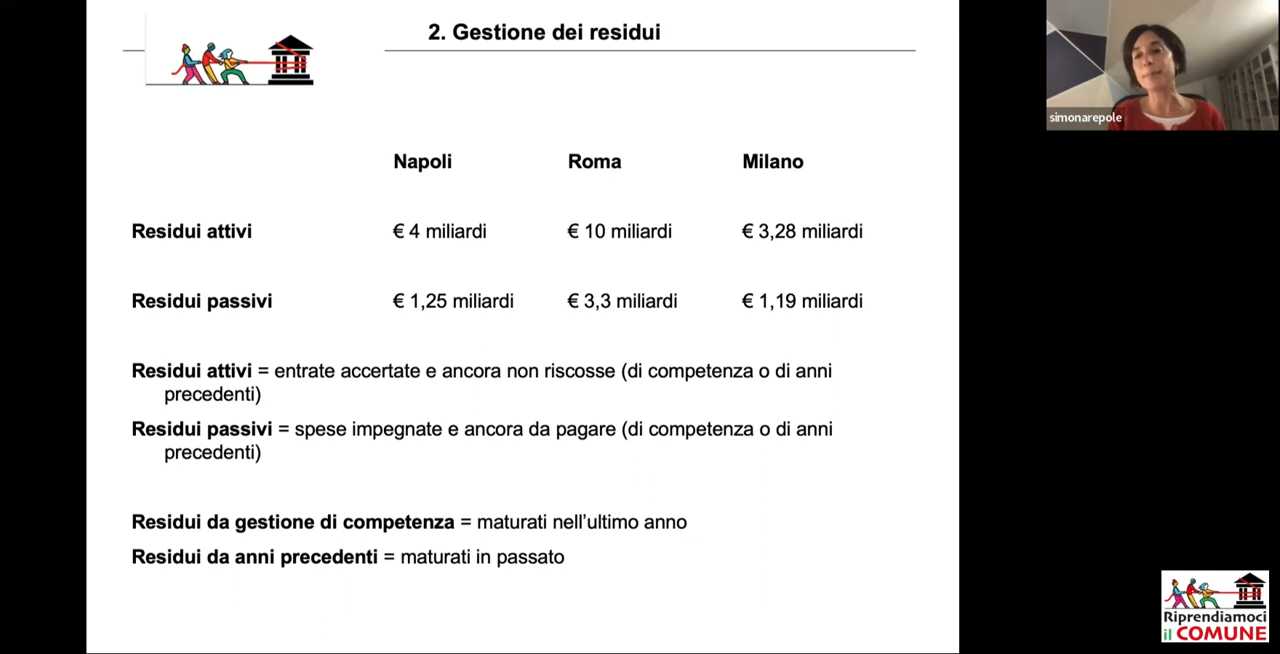 2. Gestione dei residui
simonarepole
Napoli Roma Milano
Residui attivi € 4 miliardi € 10 miliardi € 3,28 miliardi
Residui passivi € 1,25 miliardi € 3,3 miliardi € 1,19 miliardi
Residui attivi = entrate accertate e ancora non riscosse (di competenza o di anni
precedenti)
Residui passivi = spese impegnate e ancora da pagare (di competenza o di anni
precedenti)
Residui da gestione di competenza = maturati nell’ultimo anno
Residui da anni precedenti = maturati in passato
Riprendiamoci
il COMUNE